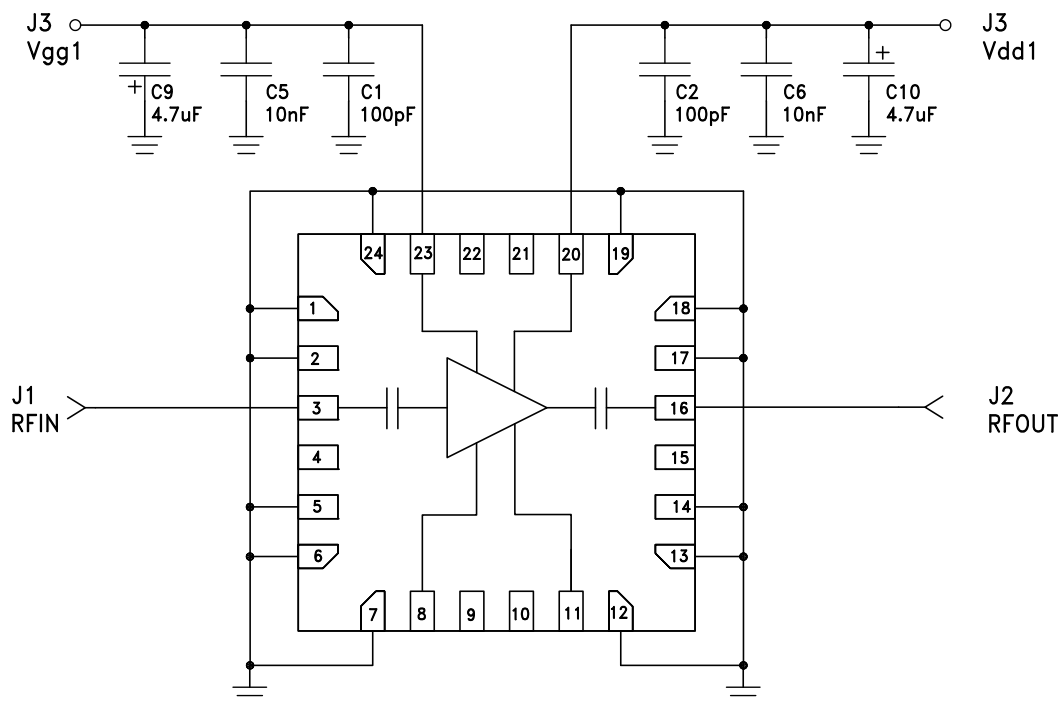 J3
Vgg1
J3
Vdd1
+
C9
4.7uF
C5
10nF
C1
100pF
C2
100pF
C6
10nF
+
C10
4.7uF
24
23
22
21
20
19
1
2
3
4
5
6
18
17
16
15
14
13
J1
RFIN
J2
RFOUT
7
8
9
10
11
12